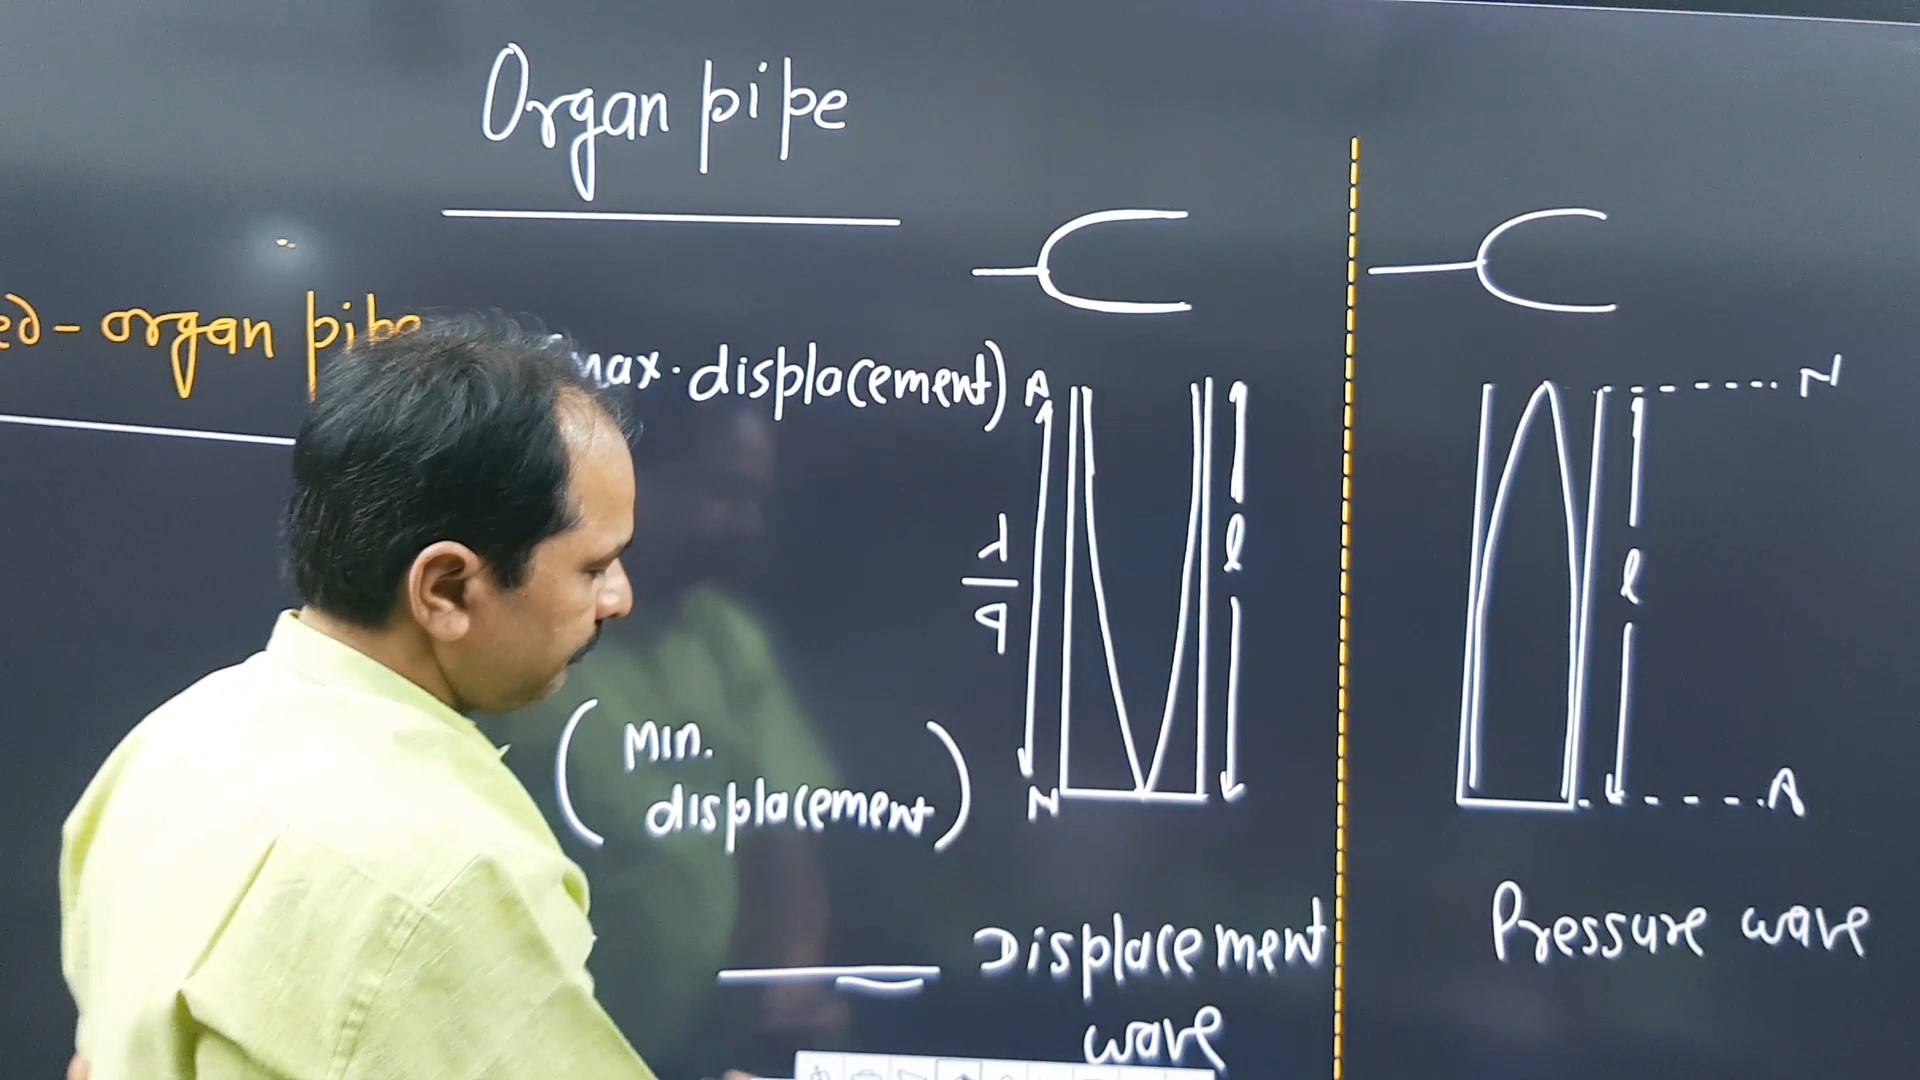 Organ pipe
ed-organ pipe
max. displacement) A
λ/4
l
(Min.
displacement)
N
Displacement
wave
N
l
A
Pressure wave